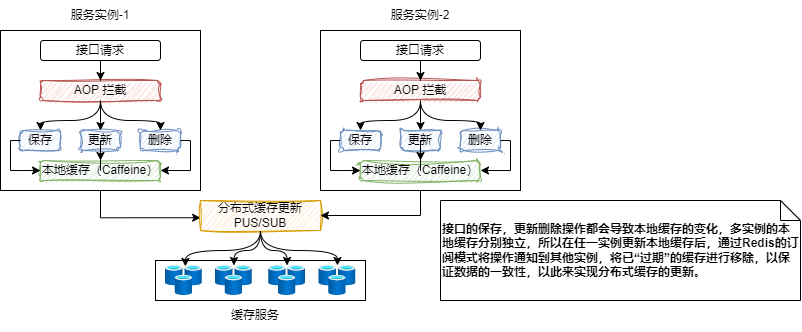 服务实例-1
服务实例-2
接口请求
接口请求
AOP 拦截
AOP 拦截
保存
更新
删除
保存
更新
删除
本地缓存（Caffeine）
本地缓存（Caffeine）
分布式缓存更新
PUS/SUB
接口的保存，更新删除操作都会导致本地缓存的变化，多实例的本
地缓存分别独立，所以在任一实例更新本地缓存后，通过Redis的订
阅模式将操作通知到其他实例，将已“过期”的缓存进行移除，以保
证数据的一致性，以此来实现分布式缓存的更新。
缓存服务